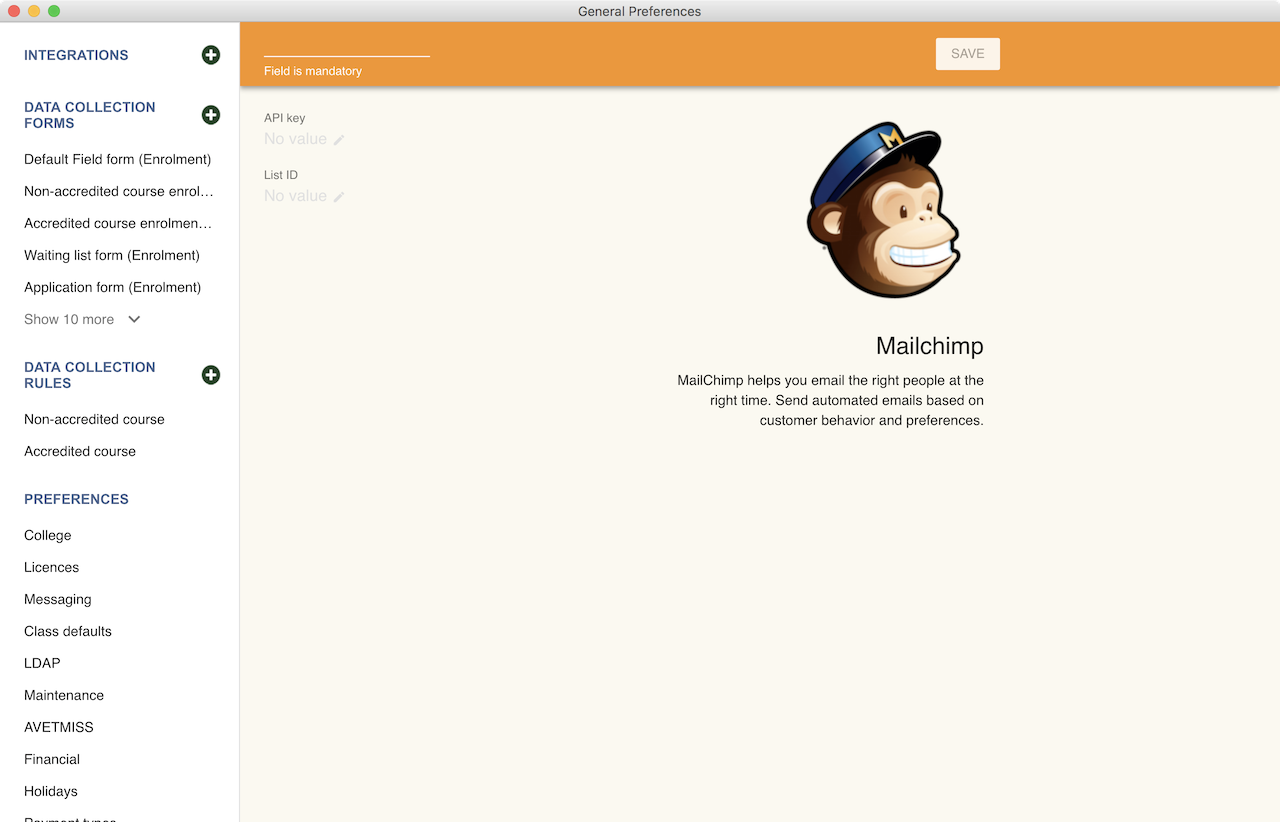 General Preferences
INTEGRATIONS
DATA COLLECTION
FORMS
Default Field form (Enrolment)
Non-accredited course enrol…
Accredited course enrolmen…
Waiting list form (Enrolment)
Application form (Enrolment)
Show 10 more
DATA COLLECTION
RULES
Non-accredited course
Accredited course
PREFERENCES
College
Licences
Messaging
Class defaults
LDAP
Maintenance
AVETMISS
Financial
Holidays
Payment types
Field is mandatory
SAVE
API key
No value
List ID
No value
M
Mailchimp
MailChimp helps you email the right people at the
right time. Send automated emails based on
customer behavior and preferences.